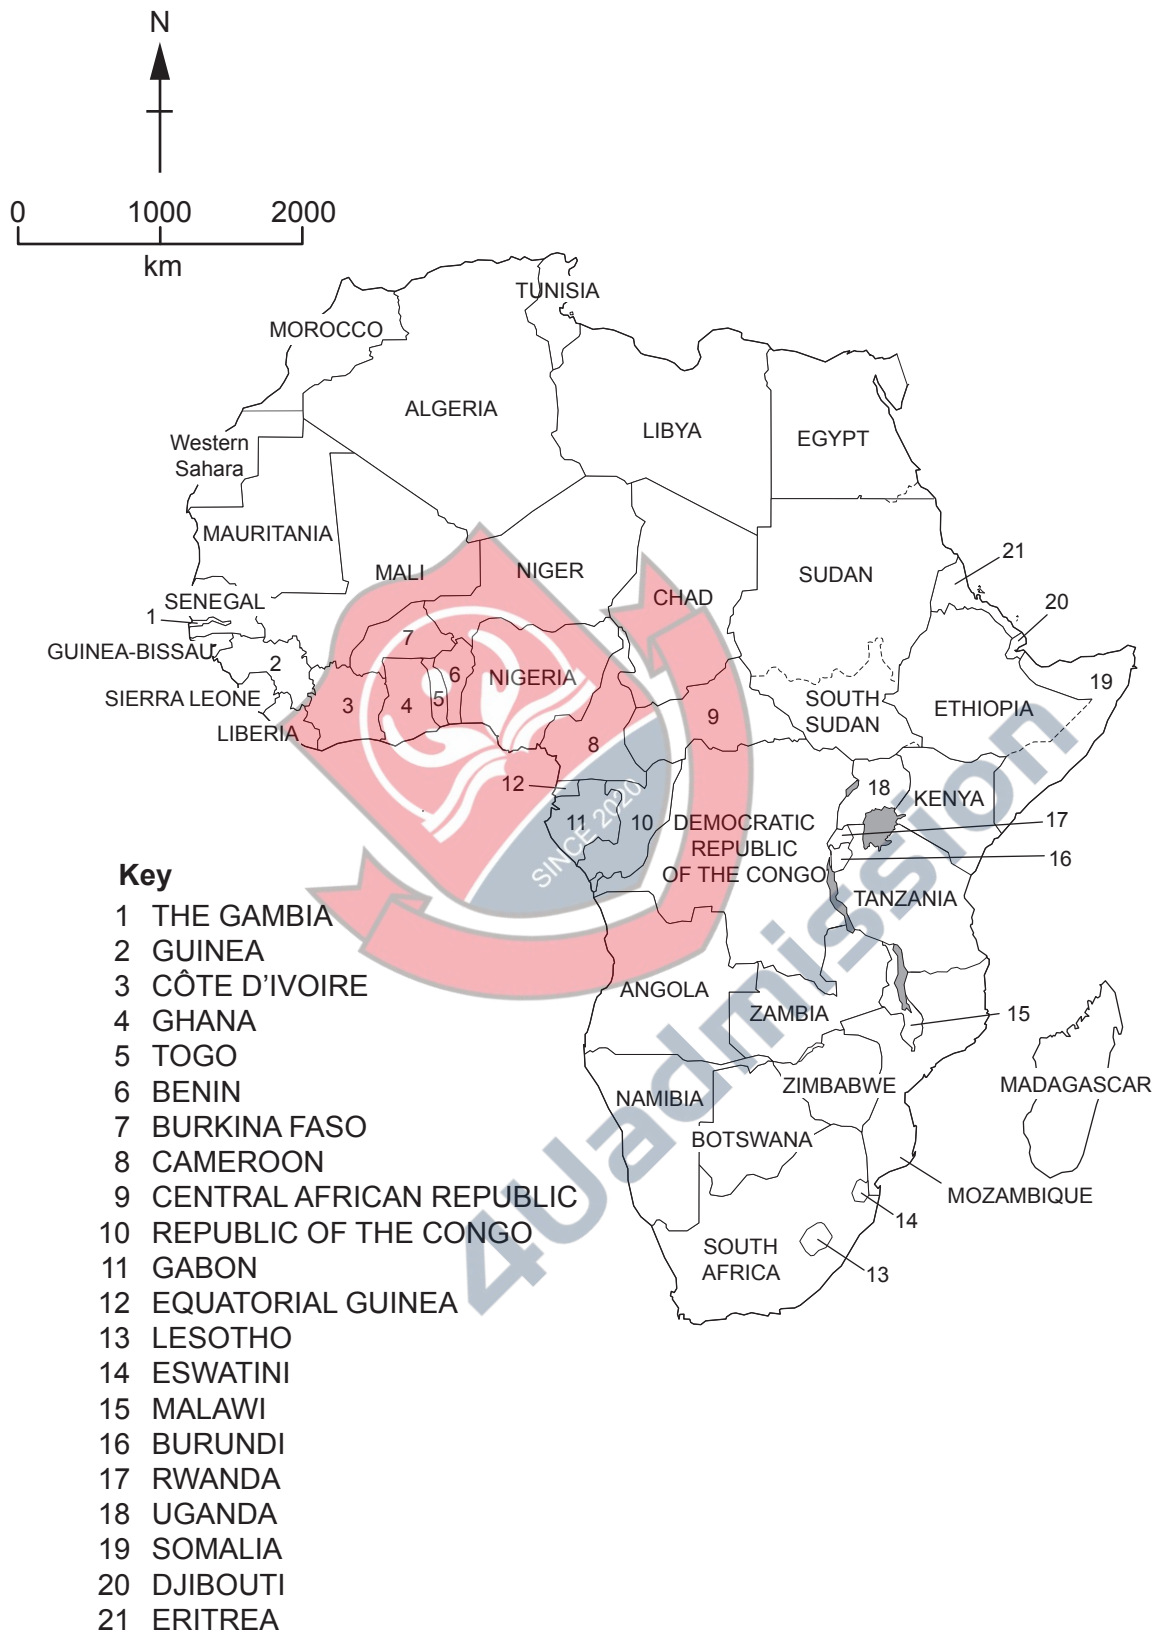 N
0 1000 2000
km
TUNISIA
MOROCCO
ALGERIA
LIBYA
EGYPT
Western
Sahara
MAURITANIA
MALI
NIGER
CHAD
SUDAN
21
20
SENEGAL
1
GUINEA-BISSAU
2
7
6
5
NIGERIA
SIERRA LEONE
3
4
9
SOUTH
SUDAN
ETHIOPIA
19
LIBERIA
8
12
18
KENYA
11
10
DEMOCRATIC
REPUBLIC
OF THE CONGO
17
16
SINCE 2020
TANZANIA
ANGOLA
ZAMBIA
15
NAMIBIA
ZIMBABWE
MADAGASCAR
BOTSWANA
MOZAMBIQUE
14
SOUTH
AFRICA
13
4Uadmission
Key
1 THE GAMBIA
2 GUINEA
3 CÔTE D’IVOIRE
4 GHANA
5 TOGO
6 BENIN
7 BURKINA FASO
8 CAMEROON
9 CENTRAL AFRICAN REPUBLIC
10 REPUBLIC OF THE CONGO
11 GABON
12 EQUATORIAL GUINEA
13 LESOTHO
14 ESWATINI
15 MALAWI
16 BURUNDI
17 RWANDA
18 UGANDA
19 SOMALIA
20 DJIBOUTI
21 ERITREA